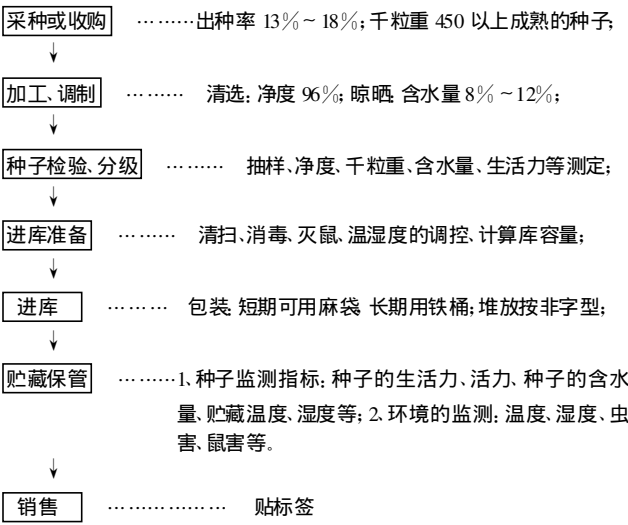 采种或收购 ………出种率 13%~18%;千粒重 450 以上成熟的种子;
加工、调制 ……… 清选:净度 96%;晾晒:含水量 8%~12%;
种子检验、分级 ……… 抽样、净度、千粒重、含水量、生活力等测定;
进库准备 ……… 清扫、消毒、灭鼠、温湿度的调控、计算库容量;
进库 ……… 包装:短期可用麻袋,长期用铁桶;堆放按非字型;
贮藏保管 ………1、种子监测指标:种子的生活力、活力、种子的含水
量、贮藏温度、湿度等;2、环境的监测:温度、湿度、虫
害、鼠害等。
销售 ……………… 贴标签